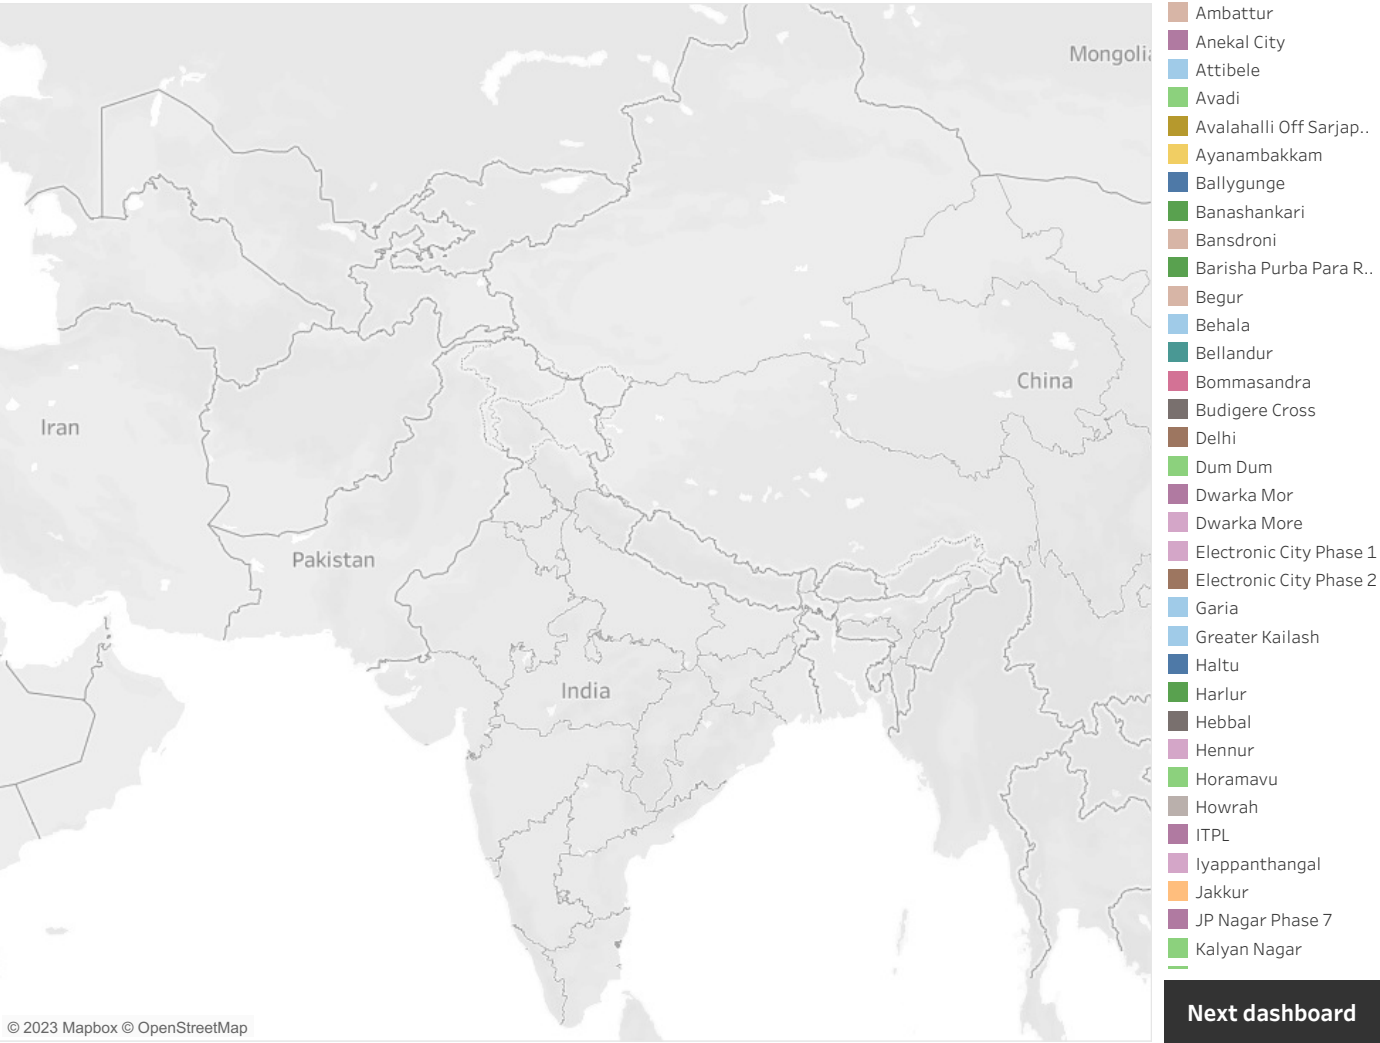 Mongolia
China
Iran
Pakistan
India
© 2023 Mapbox © OpenStreetMap
Ambattur
Anekal City
Attibele
Avadi
Avalahalli Off Sarjap..
Ayanambakkam
Ballygunge
Banashankari
Bansdroni
Barisha Purba Para R..
Begur
Behala
Bellandur
Bommasandra
Budigere Cross
Delhi
Dum Dum
Dwarka Mor
Dwarka More
Electronic City Phase 1
Electronic City Phase 2
Garia
Greater Kailash
Haltu
Harlur
Hebbal
Hennur
Horamavu
Howrah
ITPL
Iyappanthangal
Jakkur
JP Nagar Phase 7
Kalyan Nagar
Next dashboard